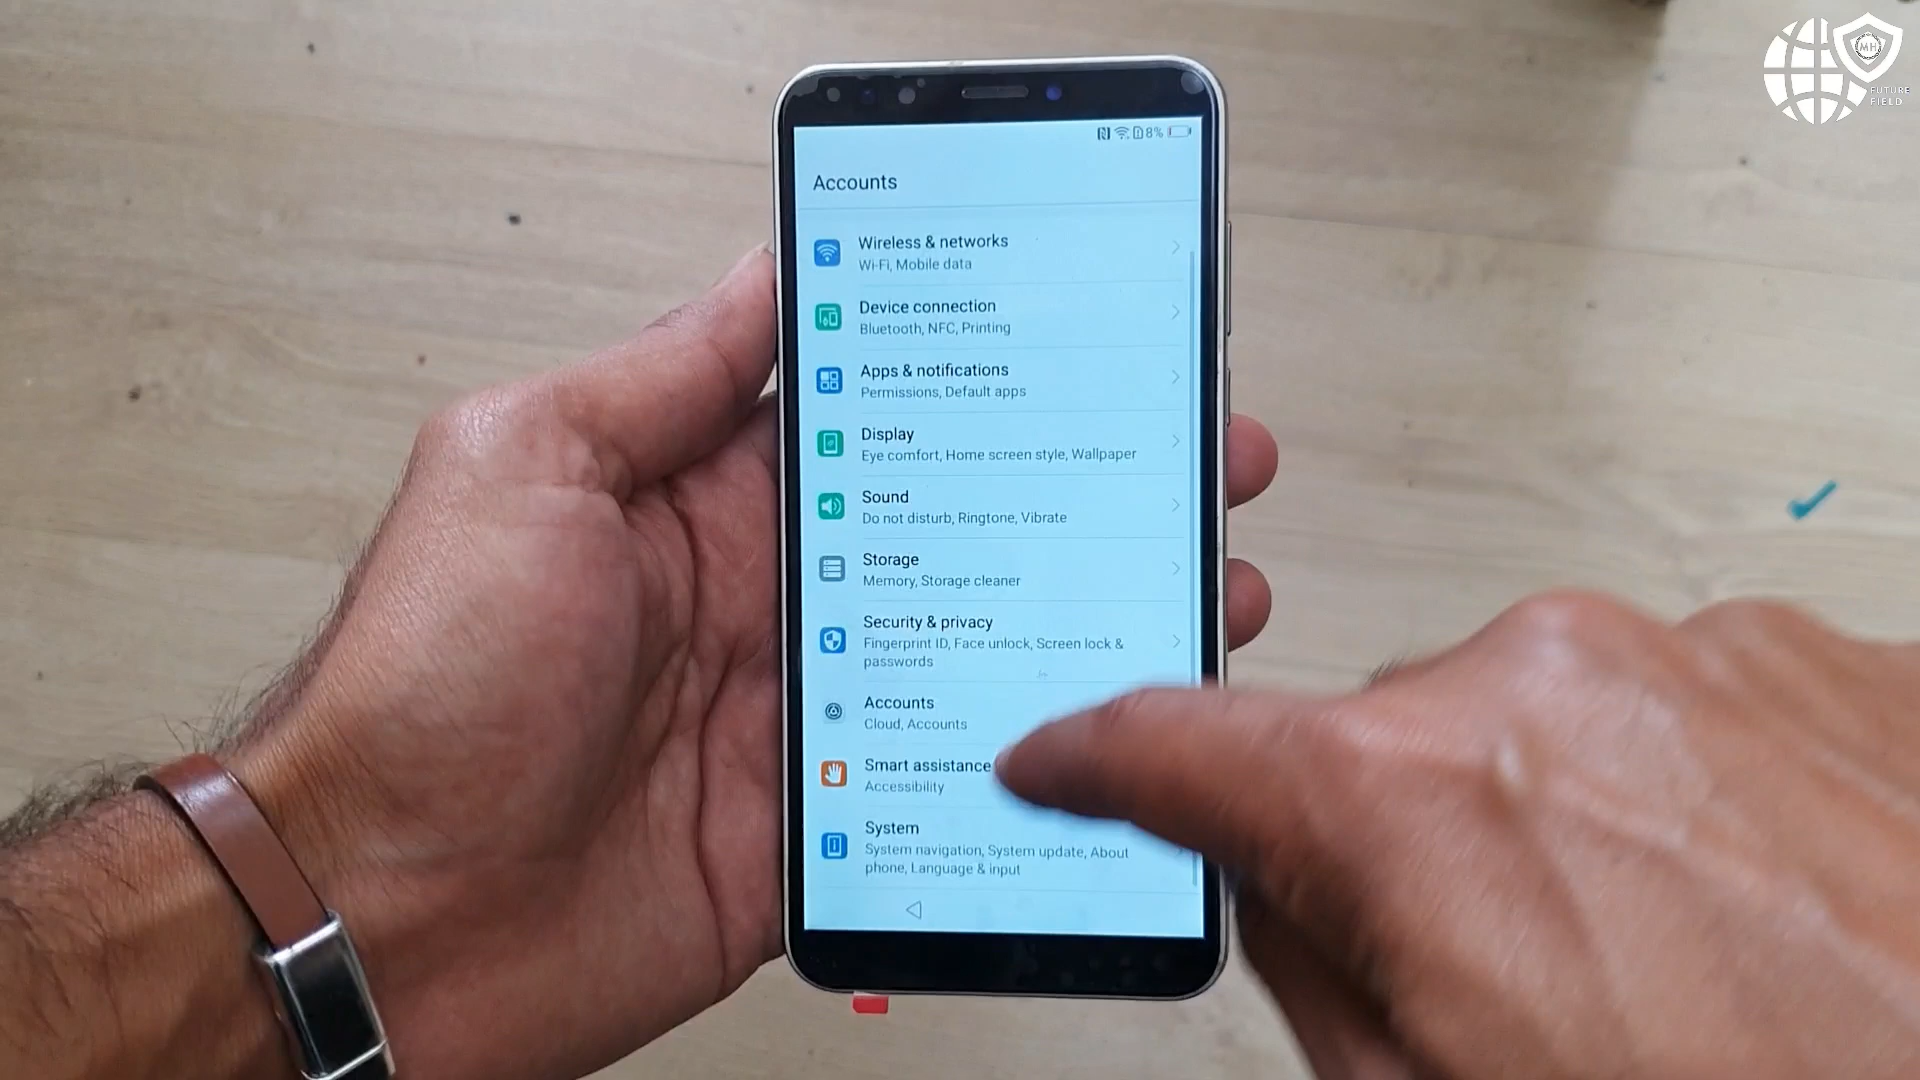 MH
FUTURE
FIELD
8%
Accounts
Wireless & networks
Wi-Fi, Mobile data
Device connection
Bluetooth, NFC, Printing
Apps & notifications
Permissions, Default apps
Display
Eye comfort, Home screen style, Wallpaper
Sound
Do not disturb, Ringtone, Vibrate
Storage
Memory, Storage cleaner
Security & privacy
Fingerprint ID, Face unlock, Screen lock &
passwords
Accounts
Cloud, Accounts
Smart assistance
Accessibility
System
System navigation, System update, About
phone, Language & input